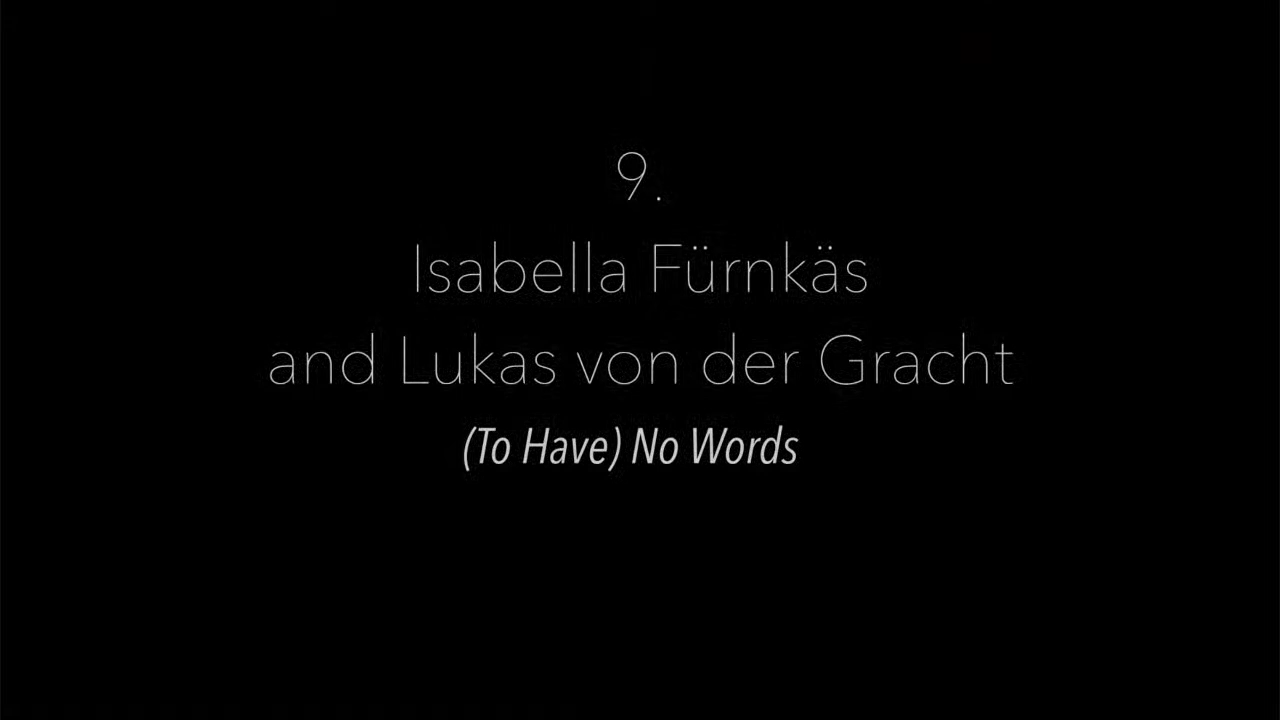 9.
Isabella Fürnkäs
and Lukas von der Gracht
(To Have) No Words